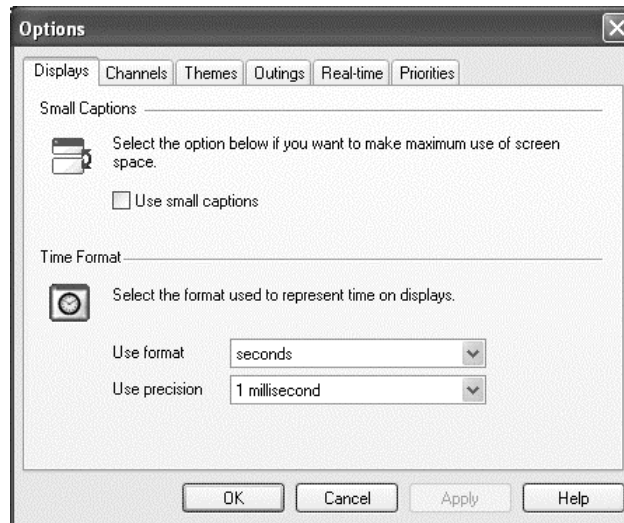 Options
Displays Channels Themes Outings Real-time Priorities
Small Captions
Select the option below if you want to make maximum use of screen
space.
Use small captions
Time Format
Select the format used to represent time on displays.
Use format seconds
Use precision 1 millisecond
OK Cancel Apply Help